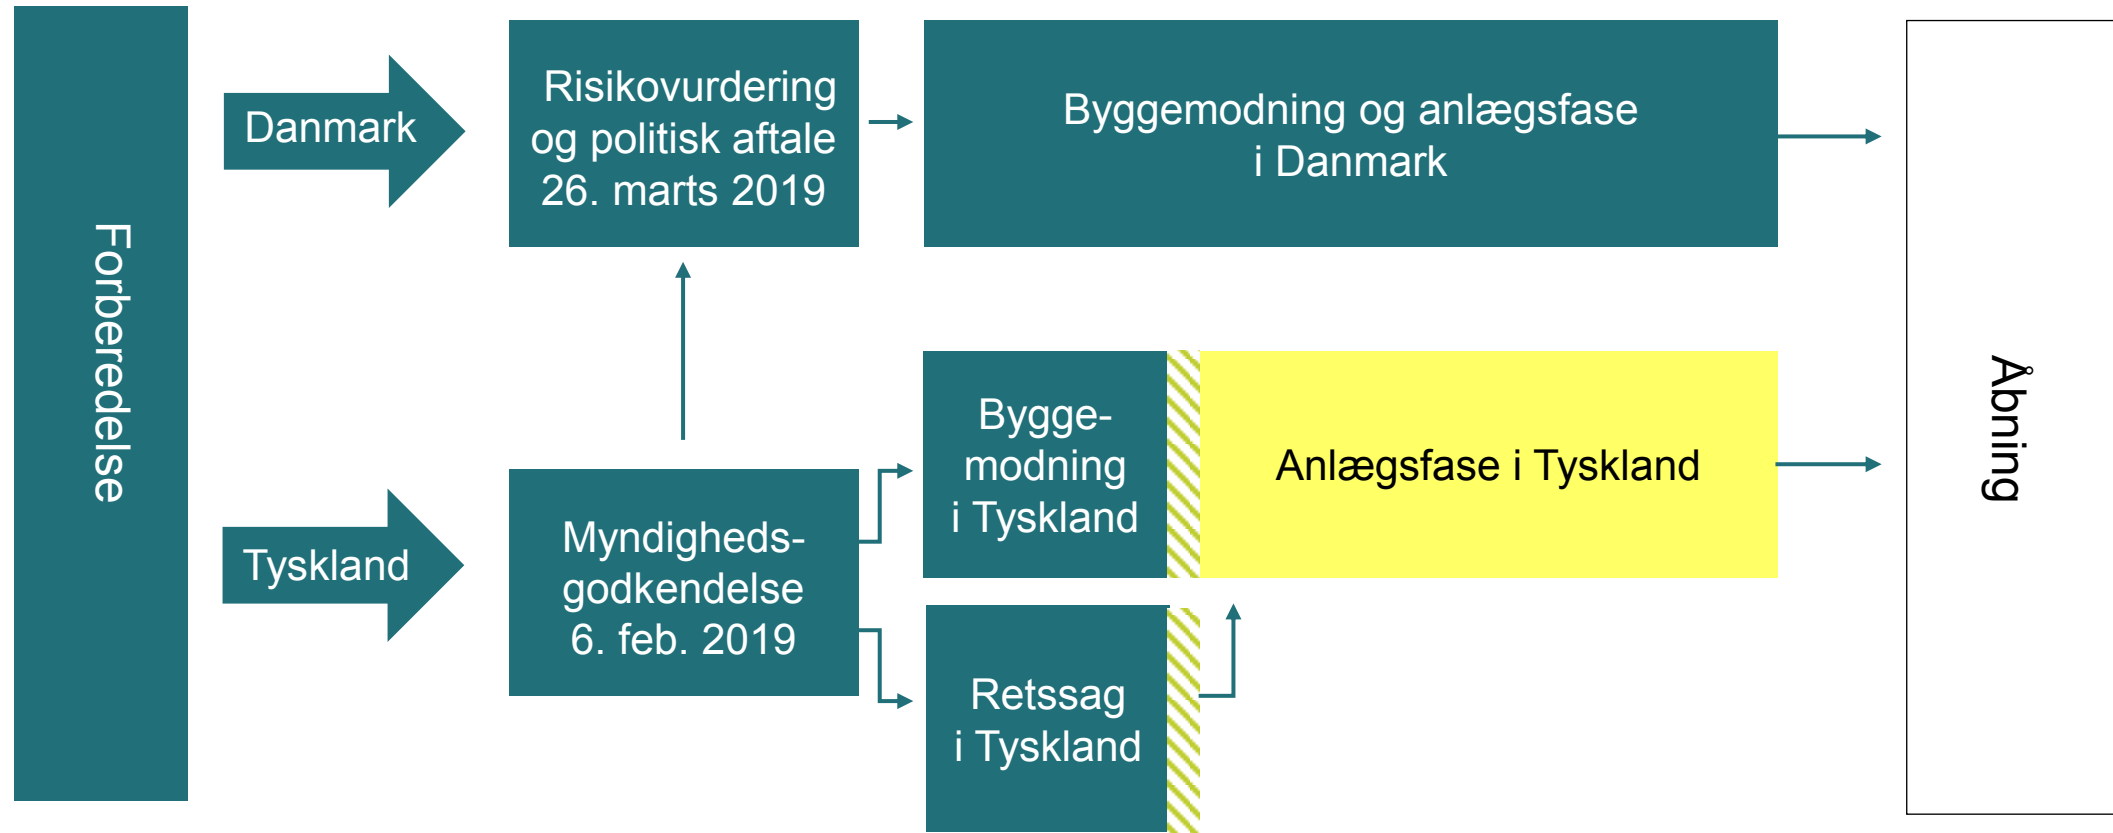 Forberedelse
Danmark
Risikovurdering
og politisk aftale
26. marts 2019
Byggemodning og anlægsfase
i Danmark
Tyskland
Myndigheds-
godkendelse
6. feb. 2019
Bygge-
modning
i Tyskland
Anlægsfase i Tyskland
Retssag
i Tyskland
Åbning